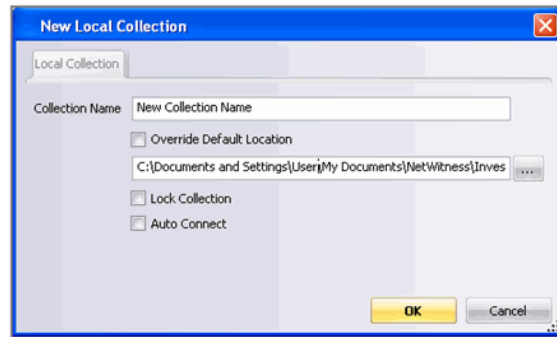 New Local Collection
Local Collection
Collection Name New Collection Name
Override Default Location
C:\Documents and Settings\User\My Documents\NetWitness\Inves ...
Lock Collection
Auto Connect
OK Cancel